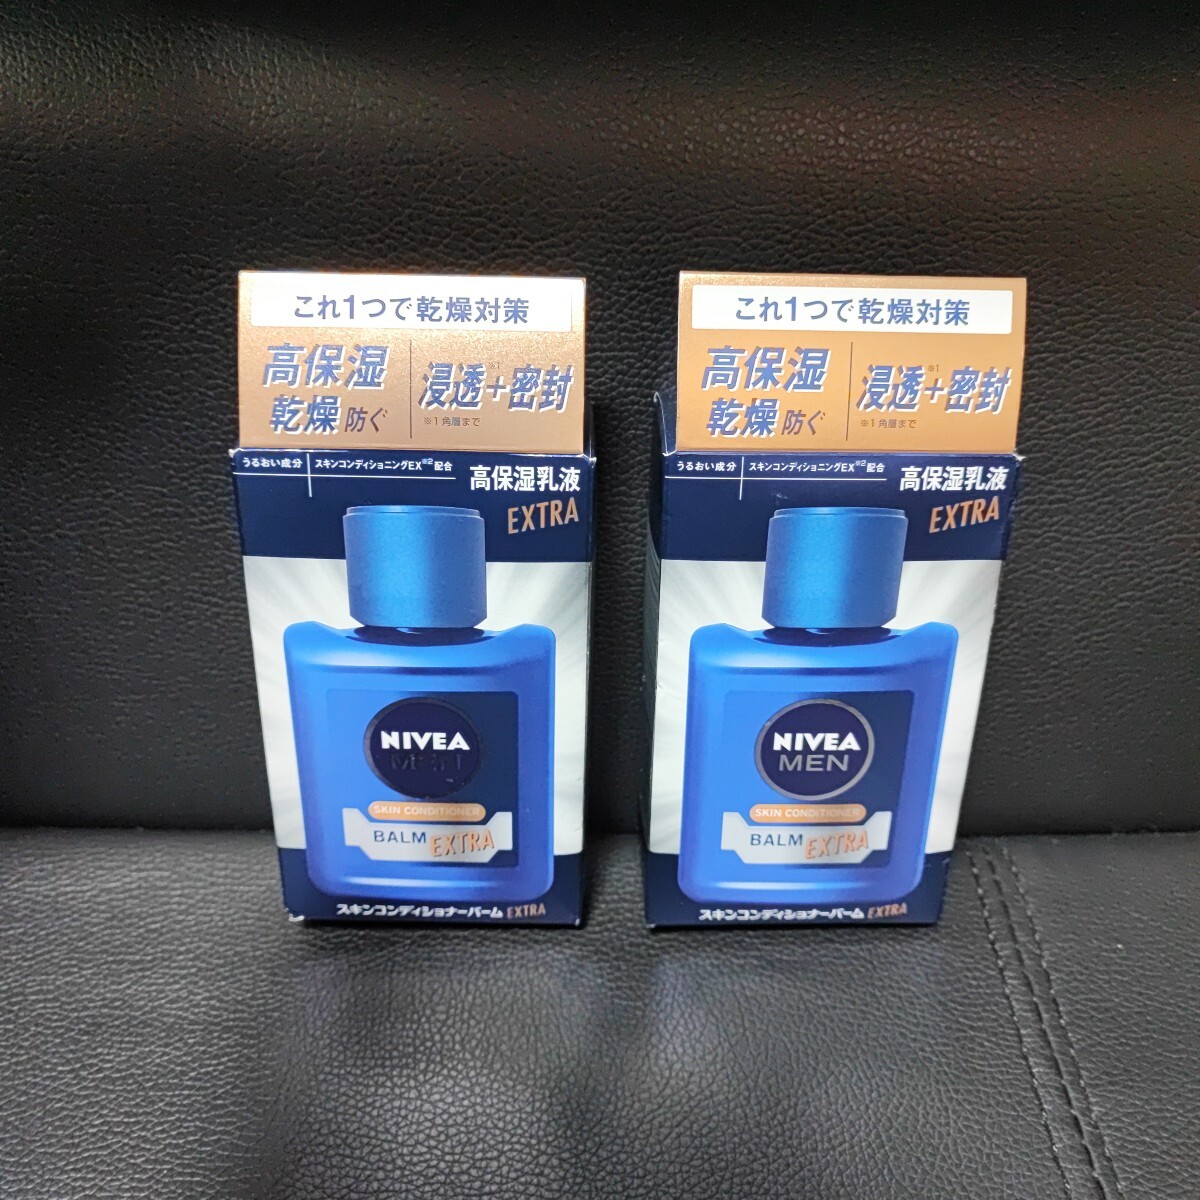 これ1つで乾燥対策
高保湿
乾燥防ぐ
浸透※1+密封
※1 角層まで
うるおい成分 スキンコンディショニングEX※2配合
高保湿乳液
EXTRA
NIVEA
MEN
SKIN CONDITIONER
BALM EXTRA
スキンコンディショナーバーム EXTRA
これ1つで乾燥対策
高保湿
乾燥防ぐ
浸透※1+密封
※1 角層まで
うるおい成分 スキンコンディショニングEX※2配合
高保湿乳液
EXTRA
NIVEA
MEN
SKIN CONDITIONER
BALM EXTRA
スキンコンディショナーバーム EXTRA